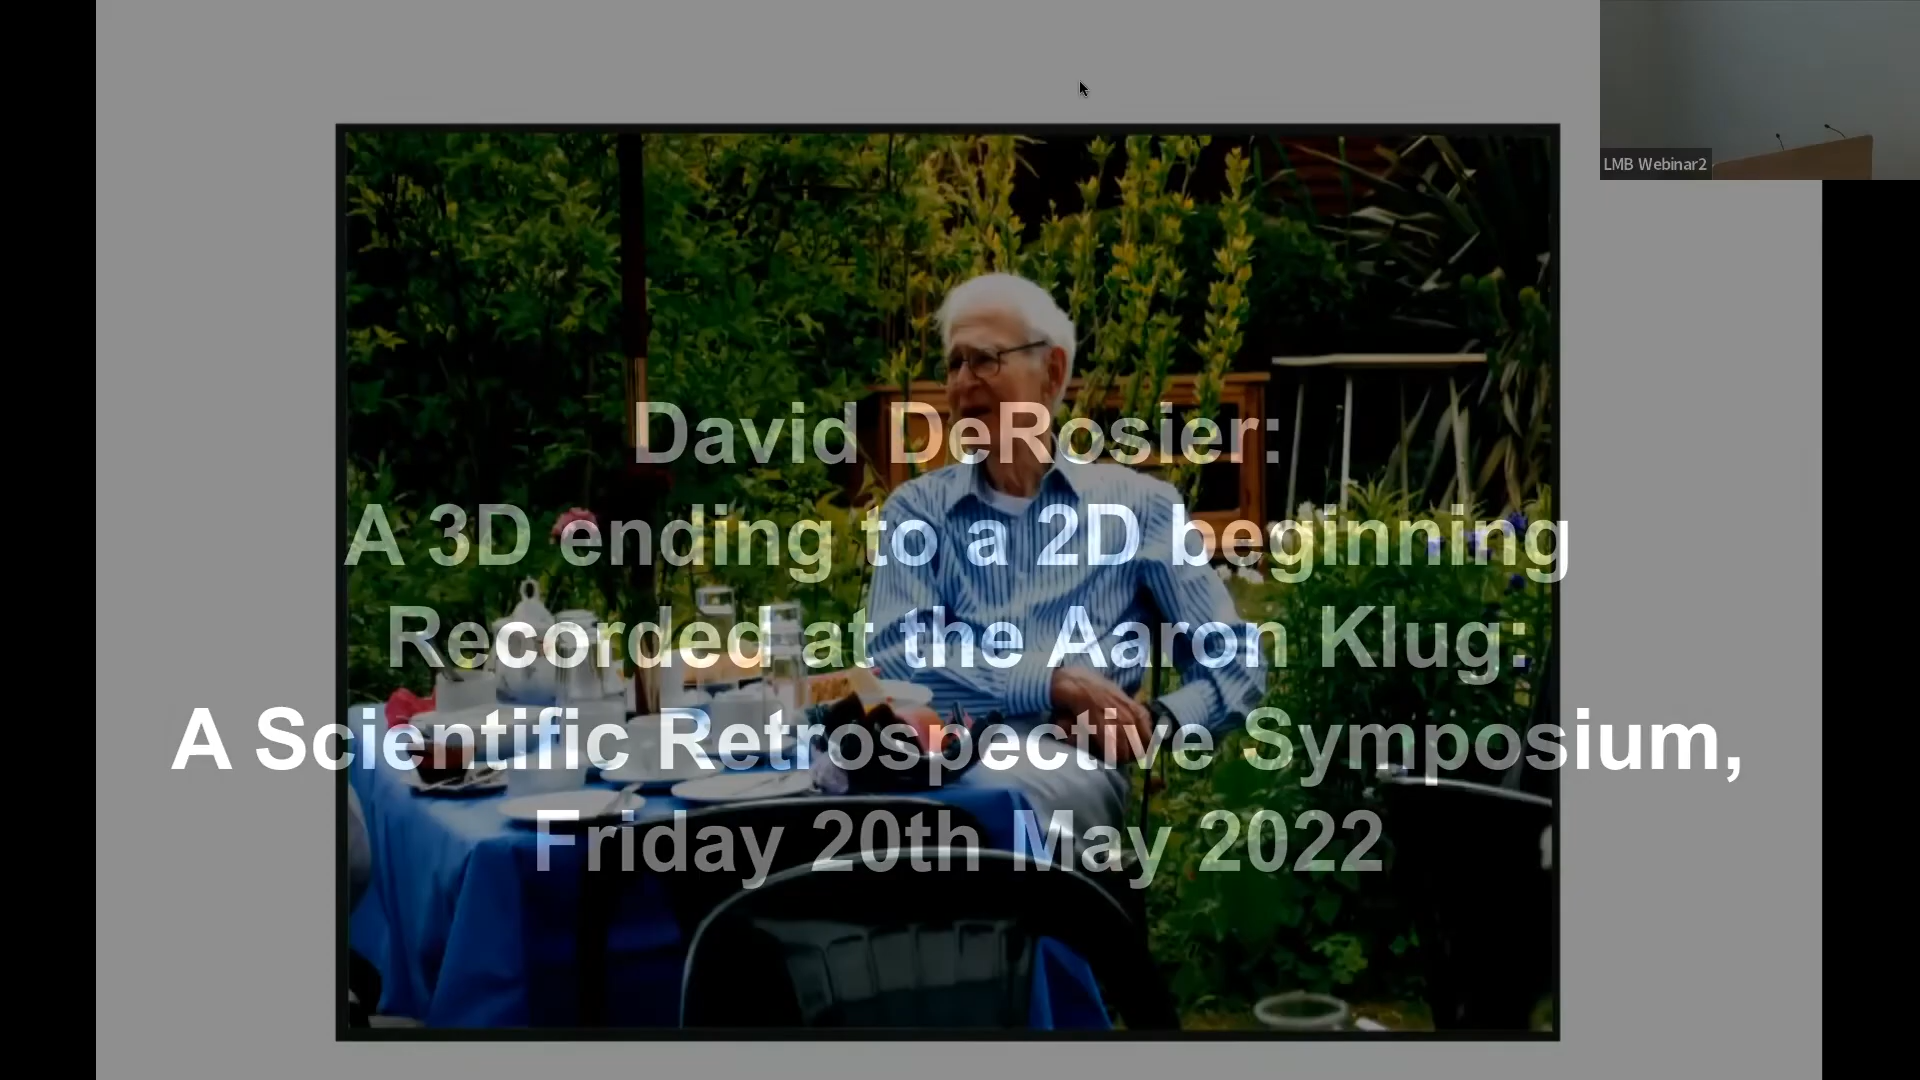 LMB Webinar2
David DeRosier:
A 3D ending to a 2D beginning
Recorded at the Aaron Klug:
A Scientific Retrospective Symposium,
Friday 20th May 2022